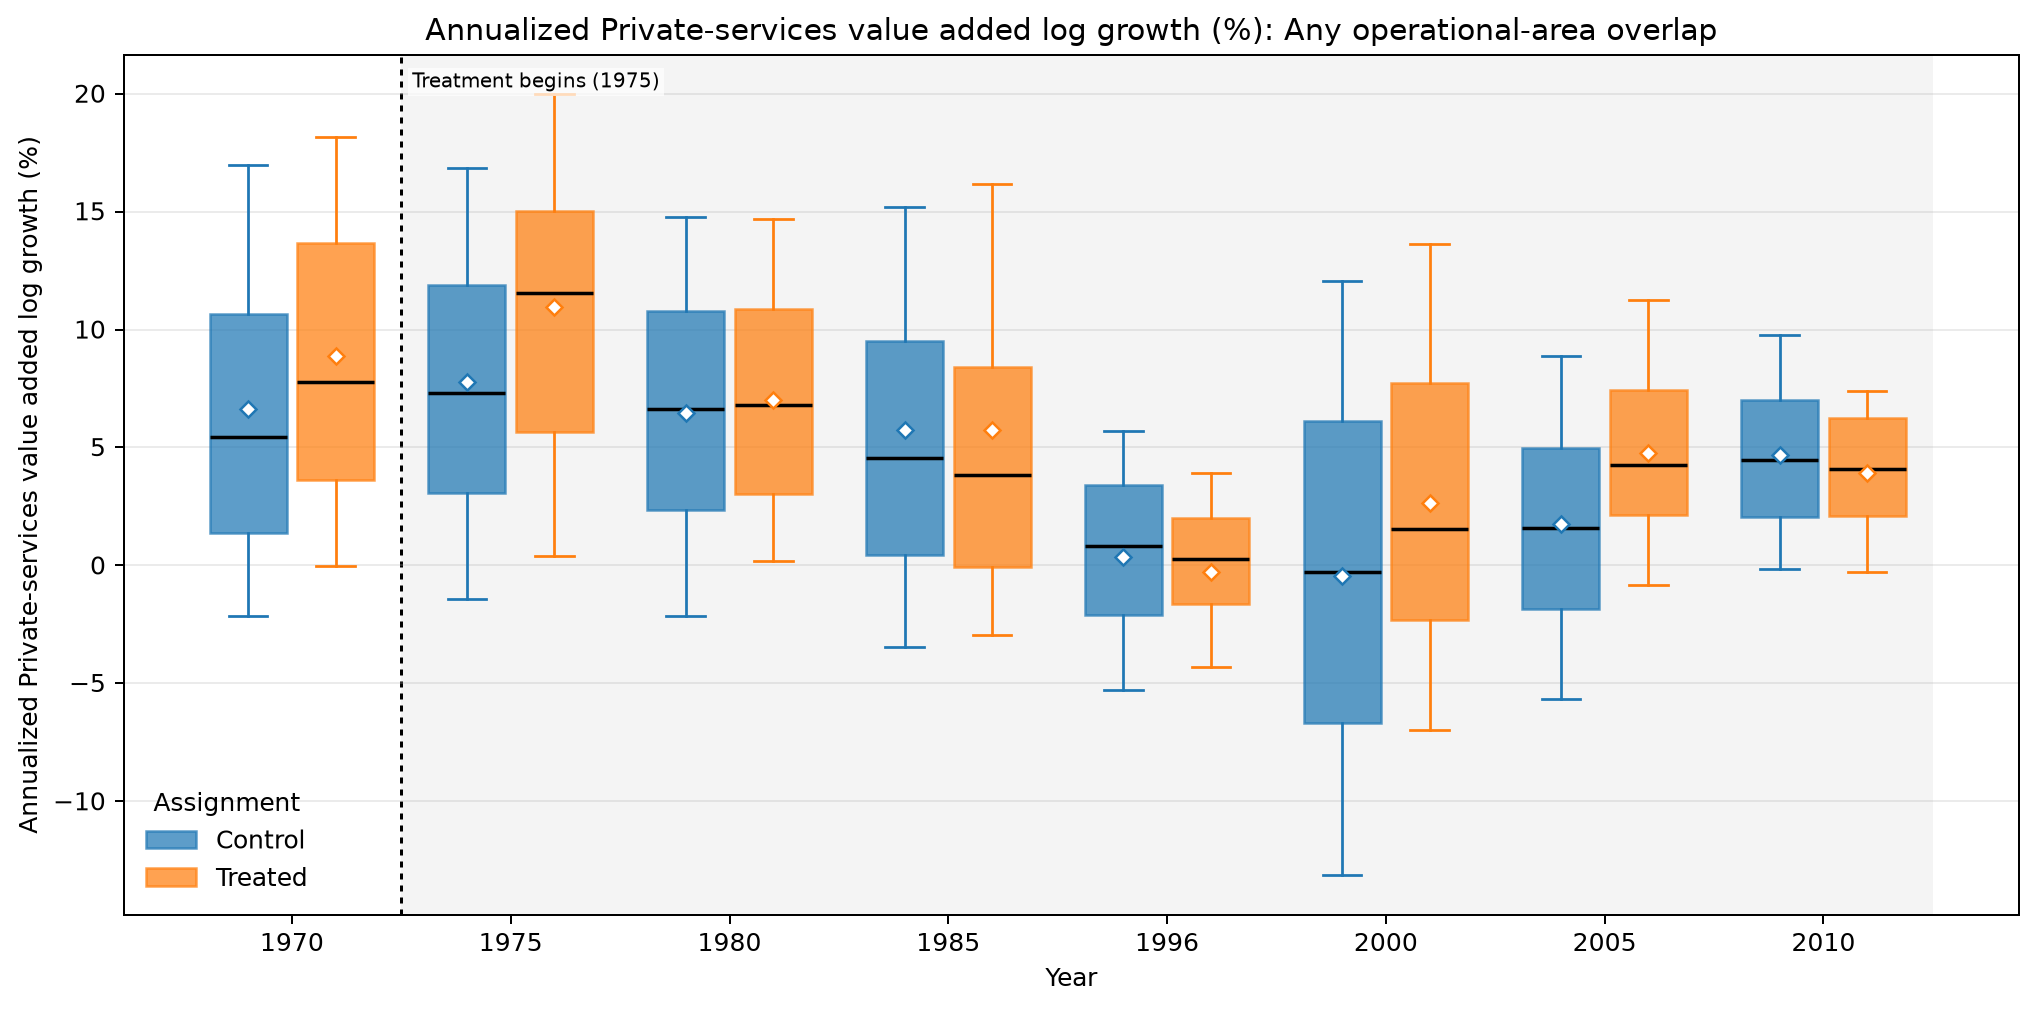 Annualized Private-services value added log growth (%): Any operational-area overlap
Annualized Private-services value added log growth (%)
20
15
10
5
0
−5
−10
Treatment begins (1975)
Assignment
Control
Treated
1970
1975
1980
1985
1996
2000
2005
2010
Year